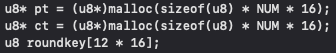 u8* pt = (u8*)malloc(sizeof(u8) * NUM * 16);
u8* ct = (u8*)malloc(sizeof(u8) * NUM * 16);
u8 roundkey[12 * 16];